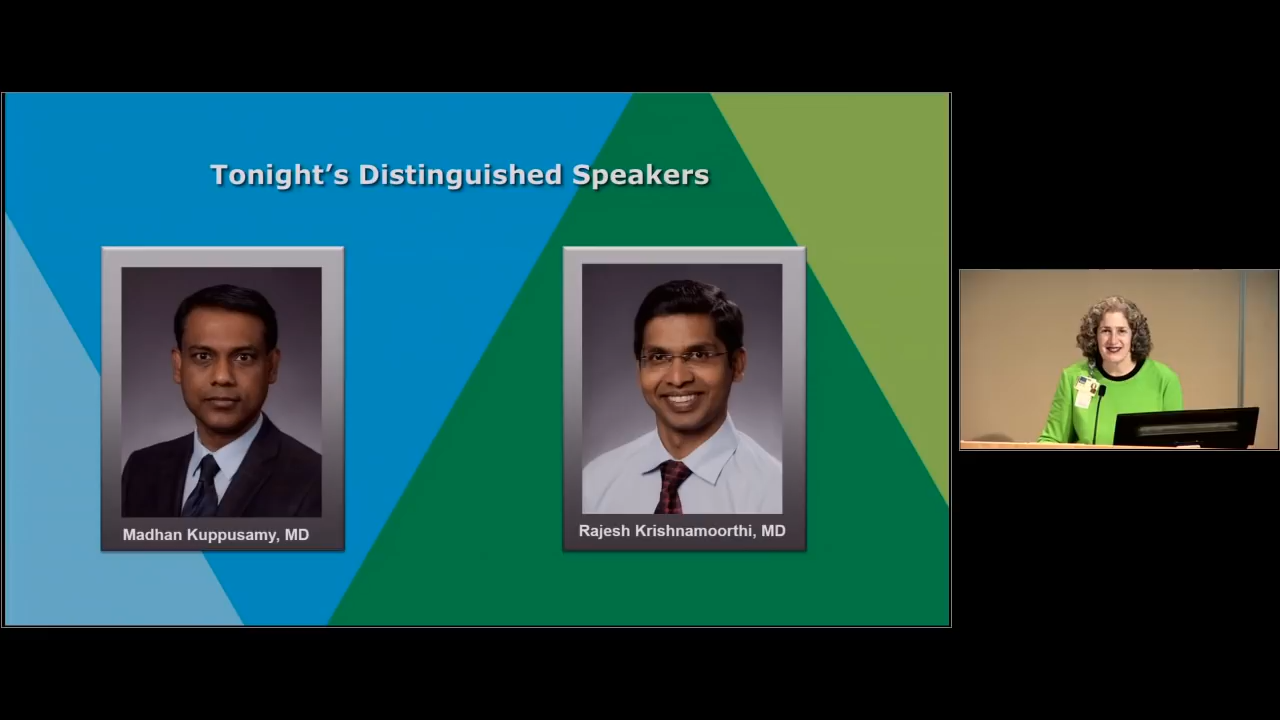 Tonight’s Distinguished Speakers
Madhan Kuppusamy, MD
Rajesh Krishnamoorthi, MD